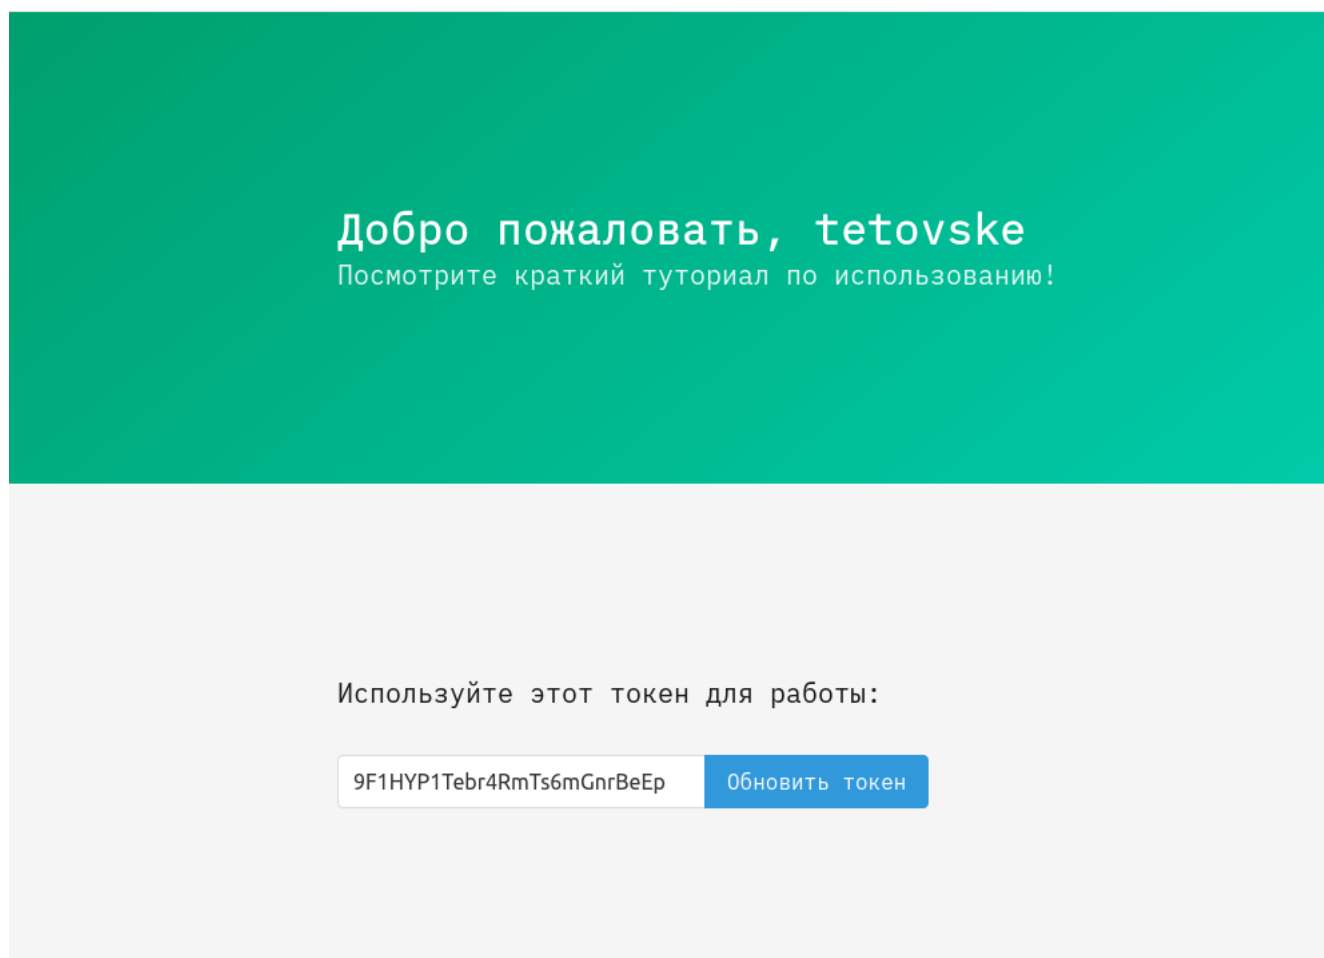 Добро пожаловать, tetovske
Посмотрите краткий туториал по использованию!
Используйте этот токен для работы:
9F1HYP1Tebr4RmTs6mGnrBeEp
Обновить токен